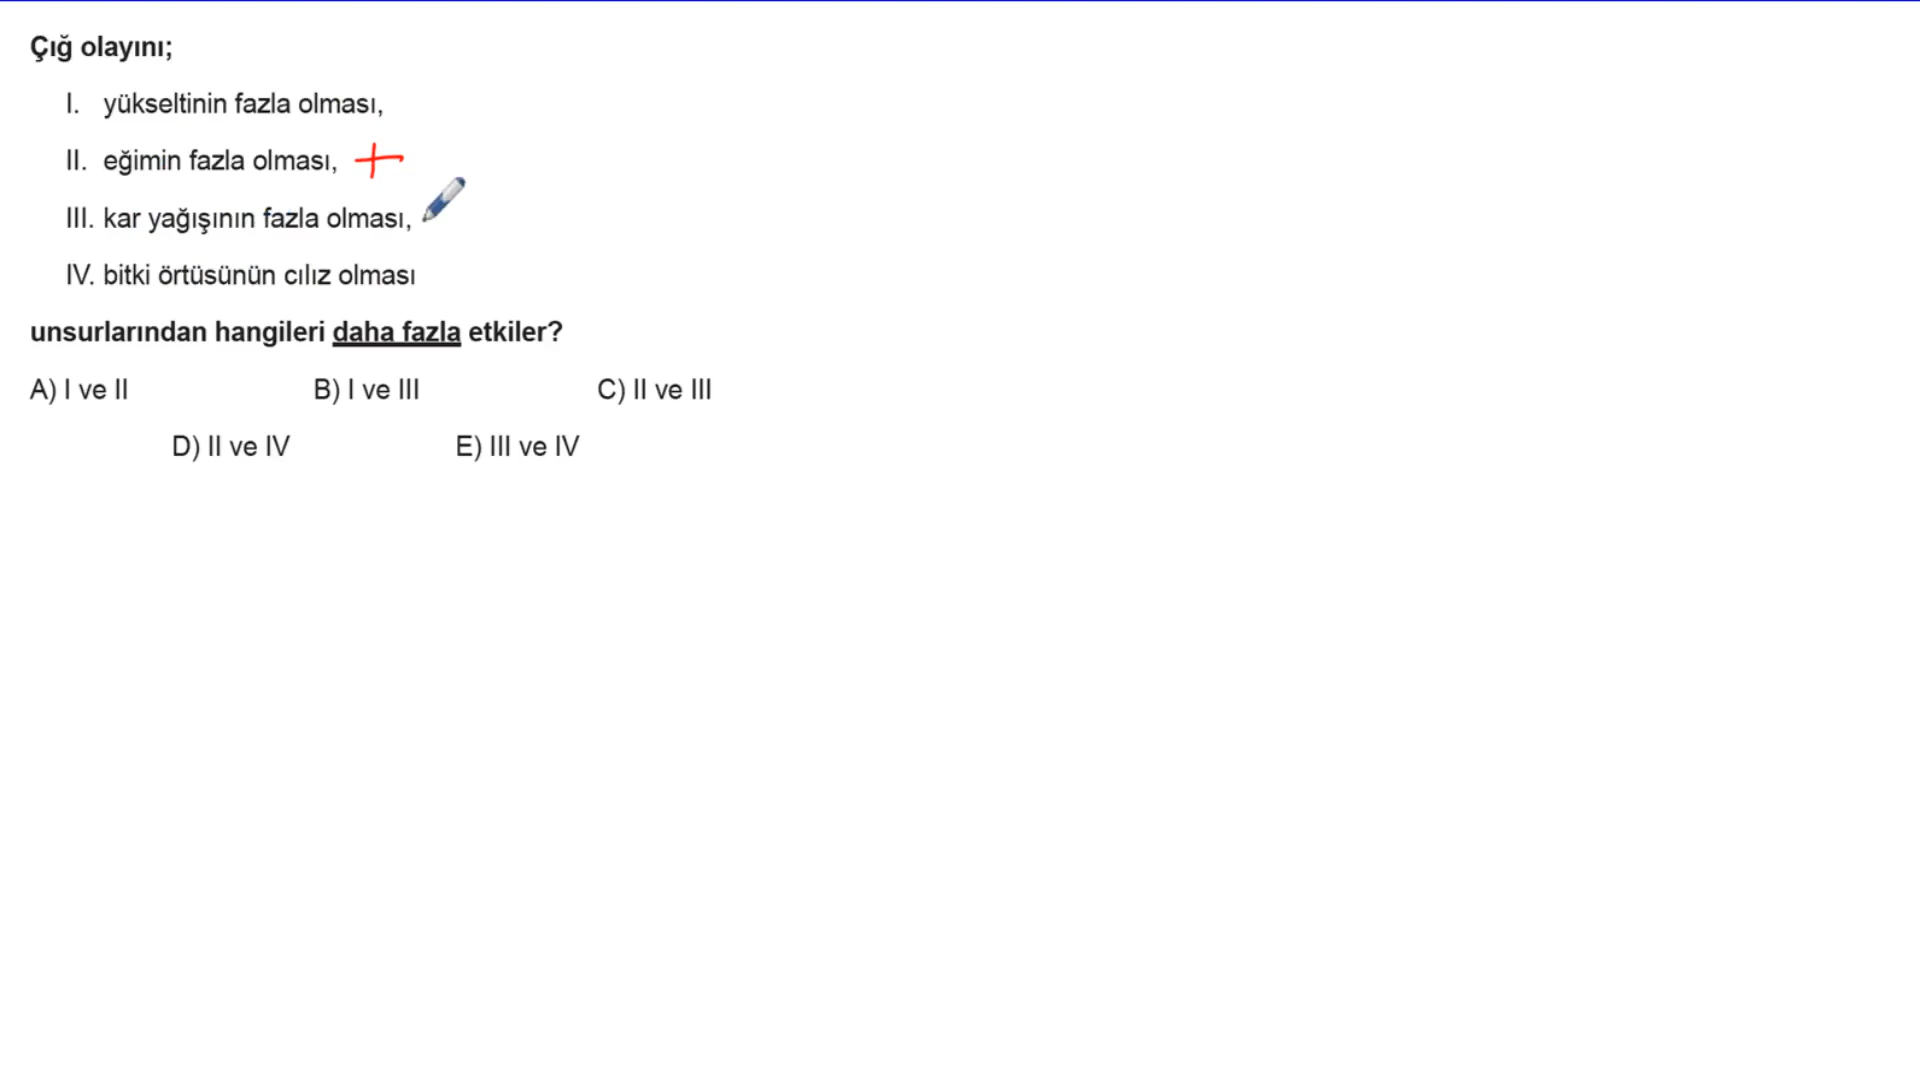 Çığ olayını;
I. yükseltinin fazla olması,
II. eğimin fazla olması, +
III. kar yağışının fazla olması,
IV. bitki örtüsünün cılız olması
unsurlarından hangileri daha fazla etkiler?
A) I ve II B) I ve III C) II ve III
D) II ve IV E) III ve IV